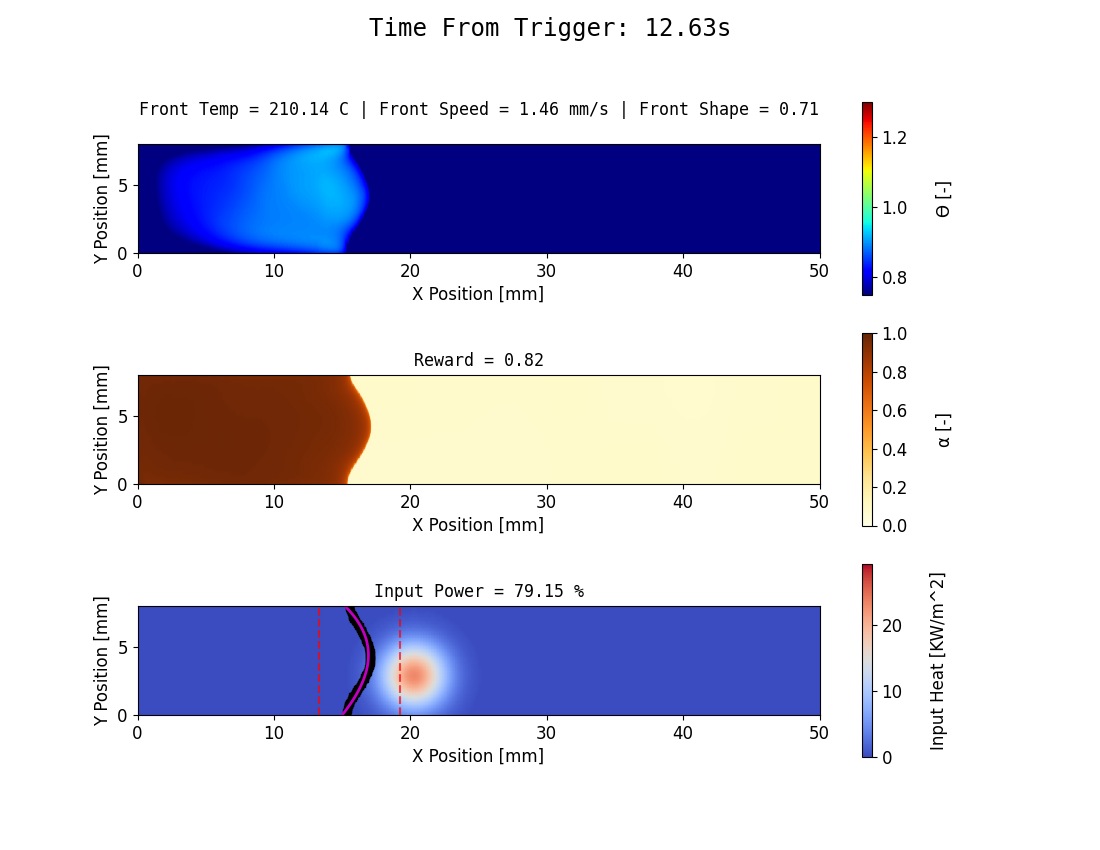 Time From Trigger: 12.63s
Front Temp = 210.14 C | Front Speed = 1.46 mm/s | Front Shape = 0.71
Y Position [mm]
5
0
0 10 20 30 40 50
X Position [mm]
1.2
1.0
0.8
Θ [-]
Reward = 0.82
Y Position [mm]
5
0
0 10 20 30 40 50
X Position [mm]
1.0
0.8
0.6
0.4
0.2
0.0
α [-]
Input Power = 79.15 %
Y Position [mm]
5
0
0 10 20 30 40 50
X Position [mm]
20
10
0
Input Heat [KW/m^2]